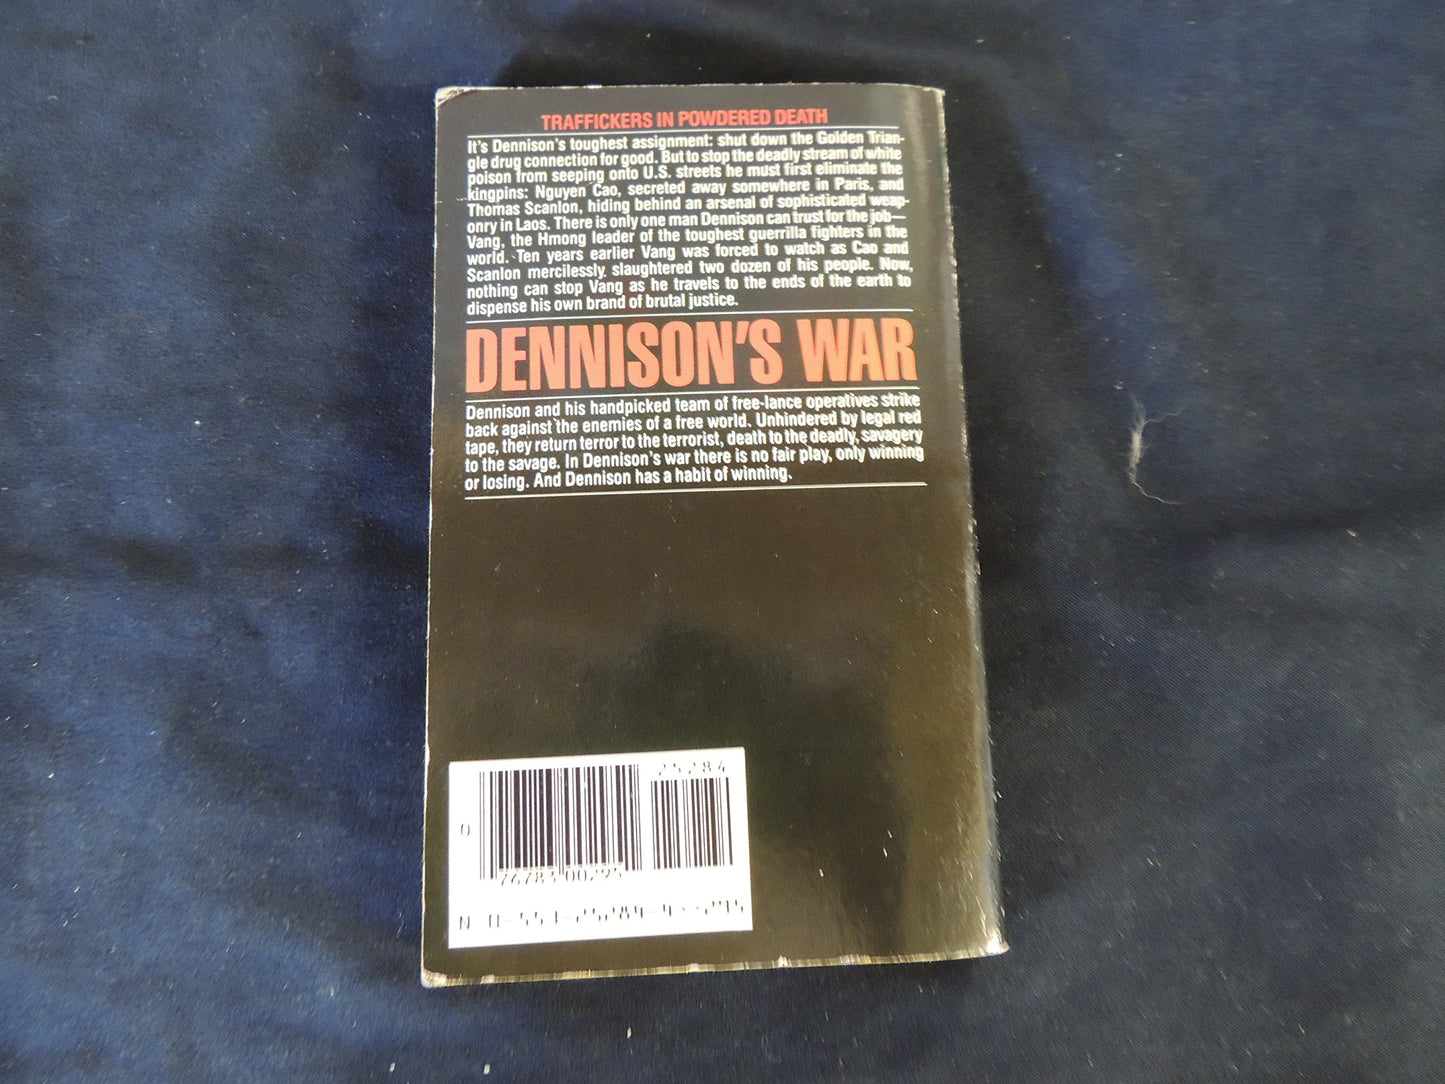 TRAFFICKERS IN POWDERED DEATH
It's Dennison's toughest assignment: shut down the Golden Trian-
gle drug connection for good. But to stop the deadly stream of white
poison from seeping onto U.S. streets he must first eliminate the
kingpins: Nguyen Cao, secreted away somewhere in Paris, and
Thomas Scanlon, hiding behind an arsenal of sophisticated weap-
onry in Laos. There is only one man Dennison can trust for the job—
Vang, the Hmong leader of the toughest guerrilla fighters in the
world. Ten years earlier Vang was forced to watch as Cao and
Scanlon mercilessly slaughtered two dozen of his people. Now,
nothing can stop Vang as he travels to the ends of the earth to
dispense his own brand of brutal justice.
DENNISON'S WAR
Dennison and his handpicked team of free-lance operatives strike
back against the enemies of a free world. Unhindered by legal red
tape, they return terror to the terrorist, death to the deadly, savagery
to the savage. In Dennison's war there is no fair play, only winning
or losing. And Dennison has a habit of winning.
25284
0
76783 00295
N 0-553-25284-4>>295